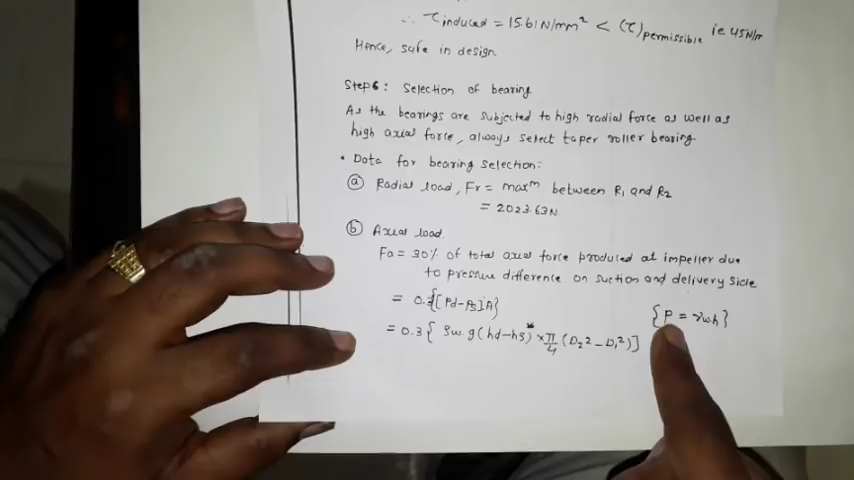 ∴ τinduced = 15.61 N/mm² < (τ)permissible ie 45 N/m
Hence, safe in design.
Step 6: Selection of bearing
As the bearings are subjected to high radial force as well as
high axial force, always select taper roller bearing.
• Data for bearing selection:
(a) Radial load, Fr = maxᵐ between R₁ and R₂
= 2023.63N
(b) Axial load.
Fa = 30% of total axial force produced at impeller due
to pressure difference on suction and delivery side.
= 0.3{[Pd-Ps]A}
= 0.3{ ρw.g(hd-hs) × π/4 (D₂² - D₁²)] {P = γwh}